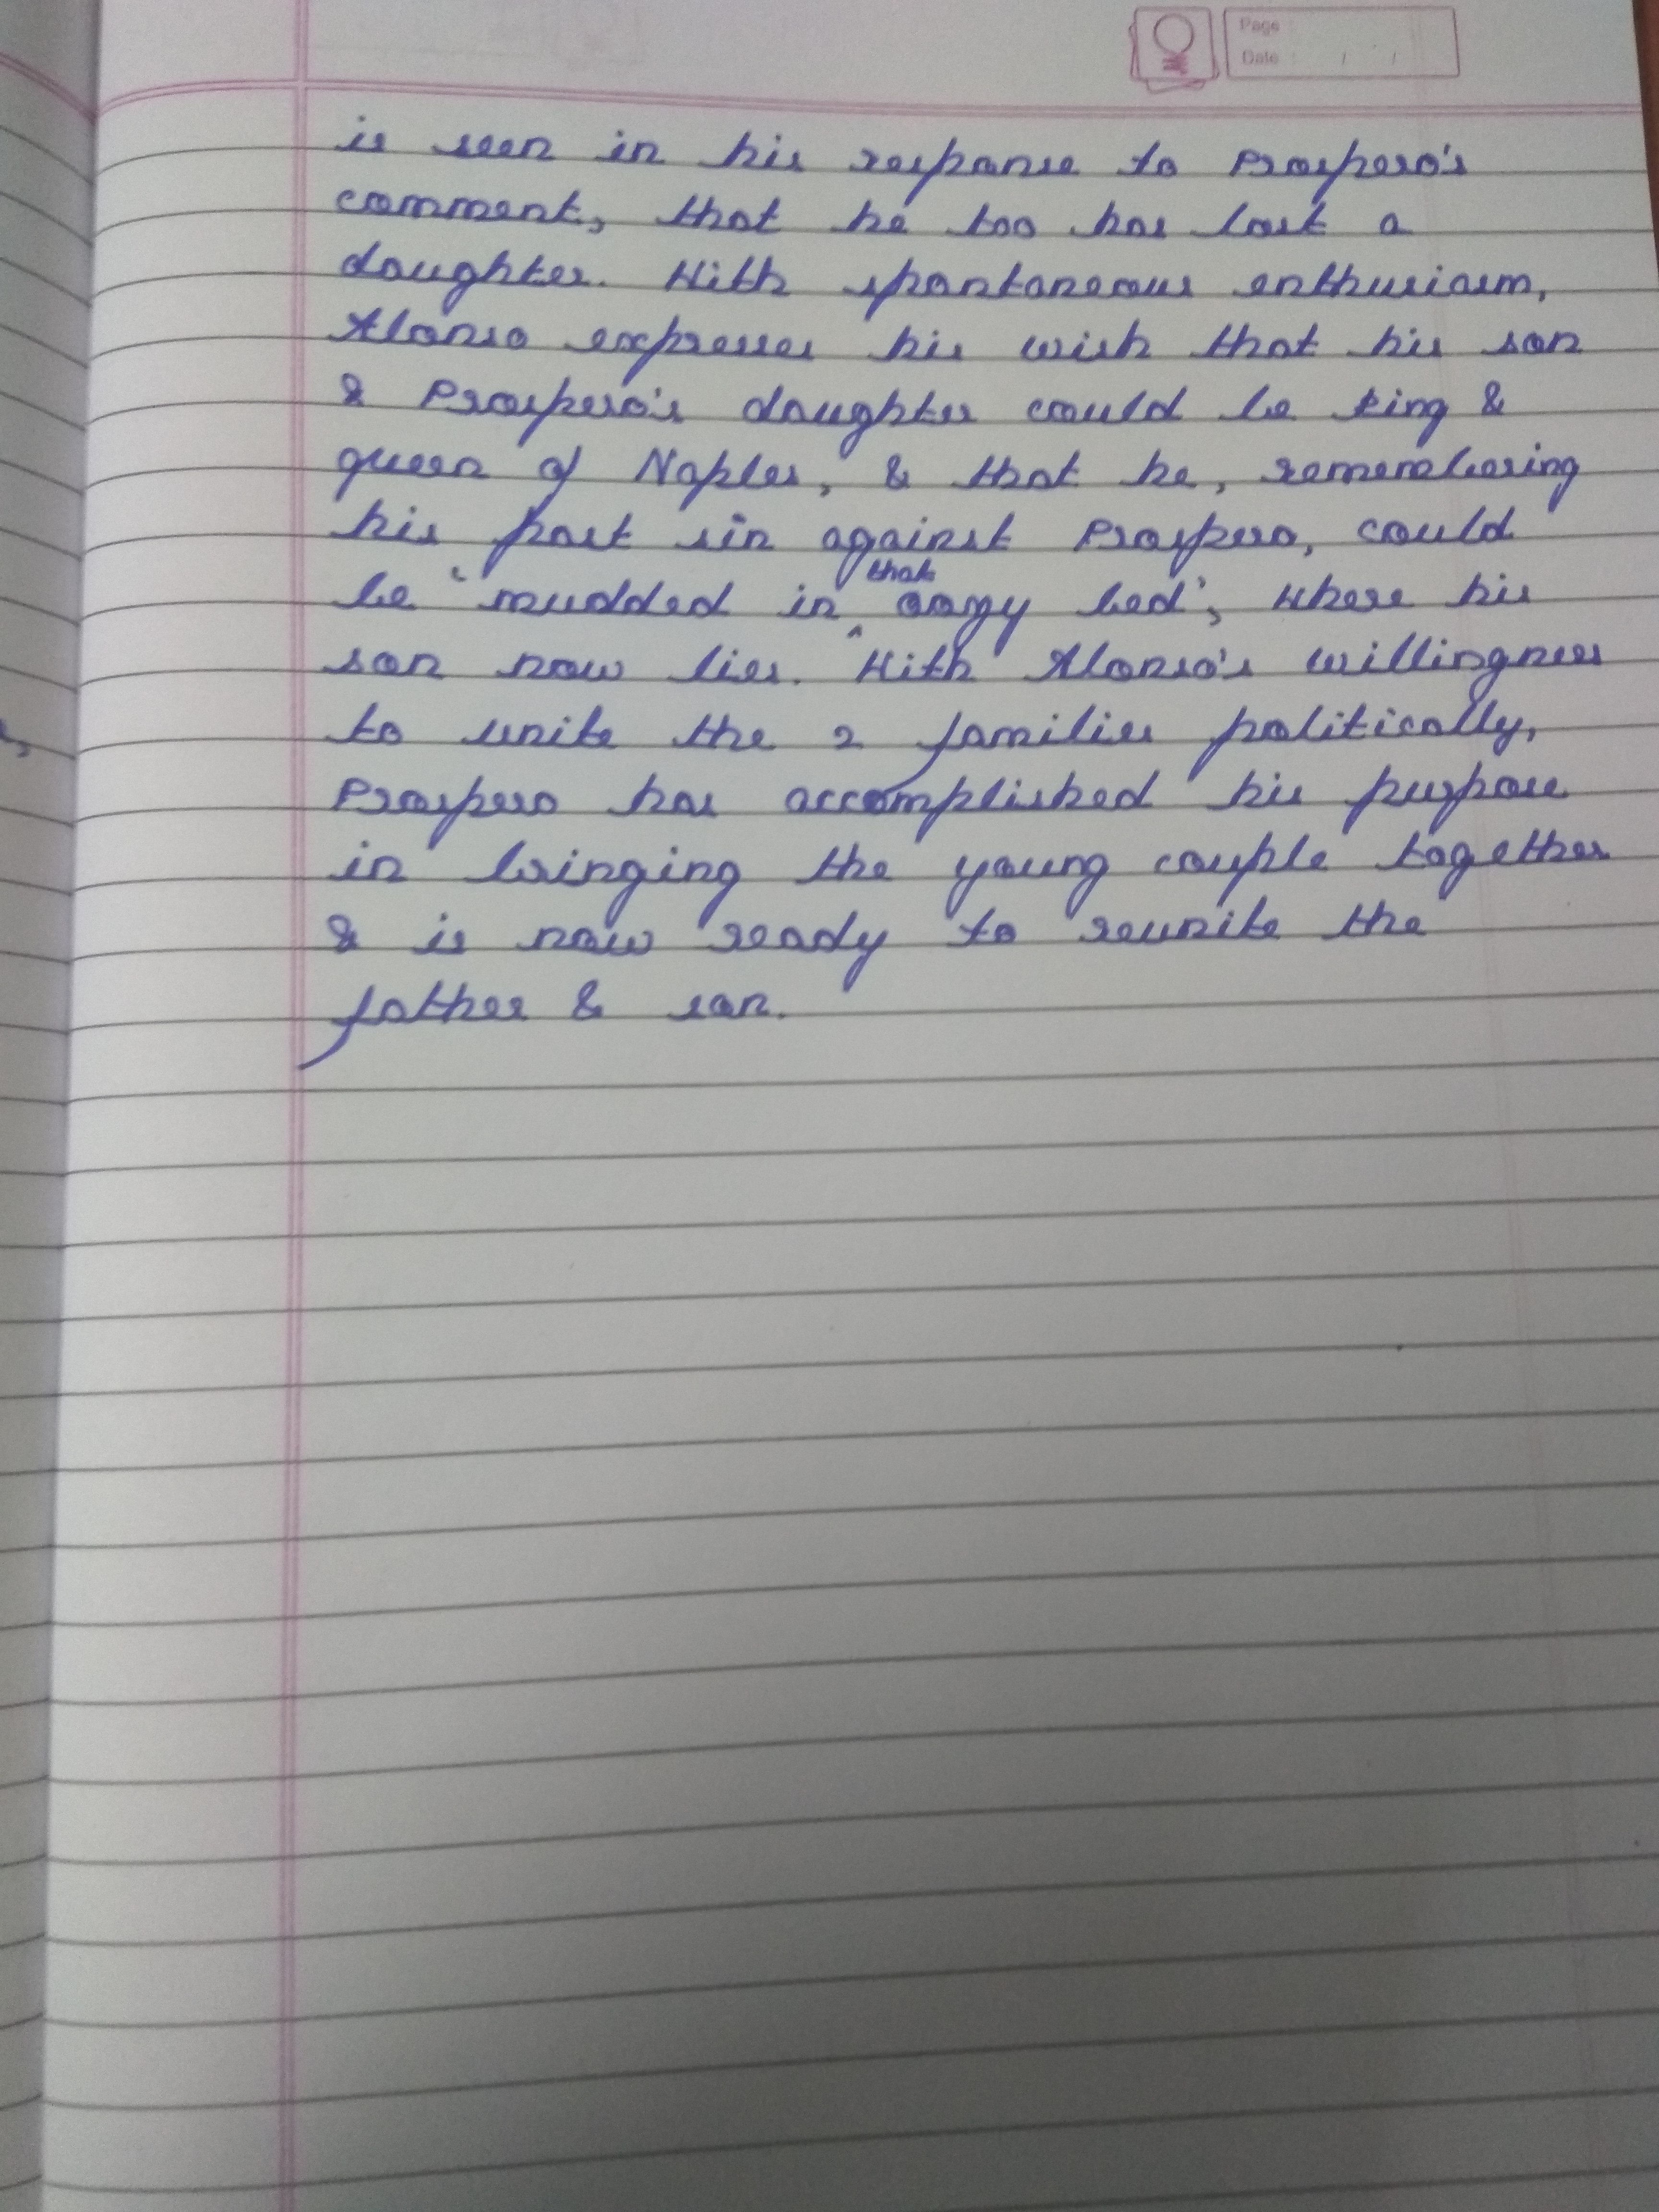 Page
Date : / /
is seen in his response to Prospero's
comment, that he too has lost a
daughter. With spontaneous enthusiasm,
Alonso expresses his wish that his son
& Prospero's daughter could be king &
queen of Naples, & that he, remembering
his past sin against Prospero, could
be 'mudded in that oozy bed', where his
son now lies. With Alonso's willingness
to unite the 2 families politically,
Prospero has accomplished his purpose
in bringing the young couple together
& is now ready to reunite the
father & son.